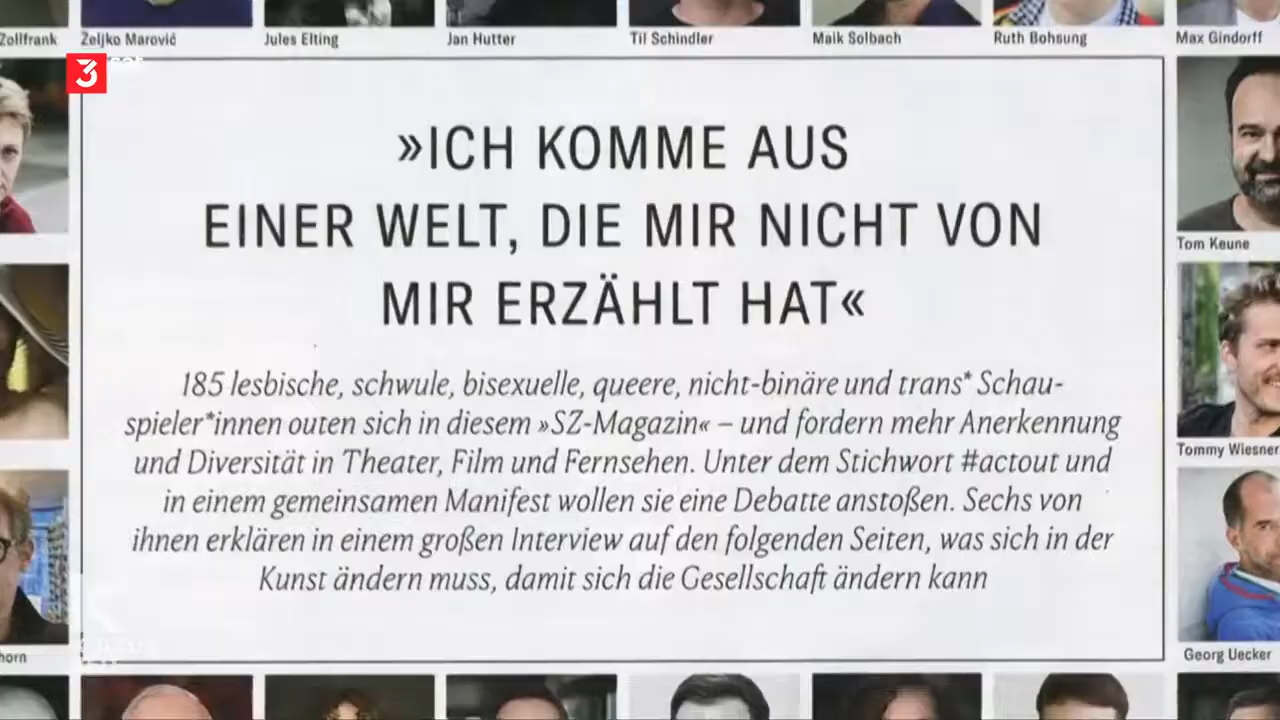 Zollfrank
Željko Marović
Jules Elting
Jan Hutter
Til Schindler
Maik Solbach
Ruth Bohsung
Max Gindorff
3sat
»ICH KOMME AUS
EINER WELT, DIE MIR NICHT VON
MIR ERZÄHLT HAT«
185 lesbische, schwule, bisexuelle, queere, nicht-binäre und trans* Schau-
spieler*innen outen sich in diesem »SZ-Magazin« – und fordern mehr Anerkennung
und Diversität in Theater, Film und Fernsehen. Unter dem Stichwort #actout und
in einem gemeinsamen Manifest wollen sie eine Debatte anstoßen. Sechs von
ihnen erklären in einem großen Interview auf den folgenden Seiten, was sich in der
Kunst ändern muss, damit sich die Gesellschaft ändern kann
Tom Keune
Tommy Wiesner
Georg Uecker
horn